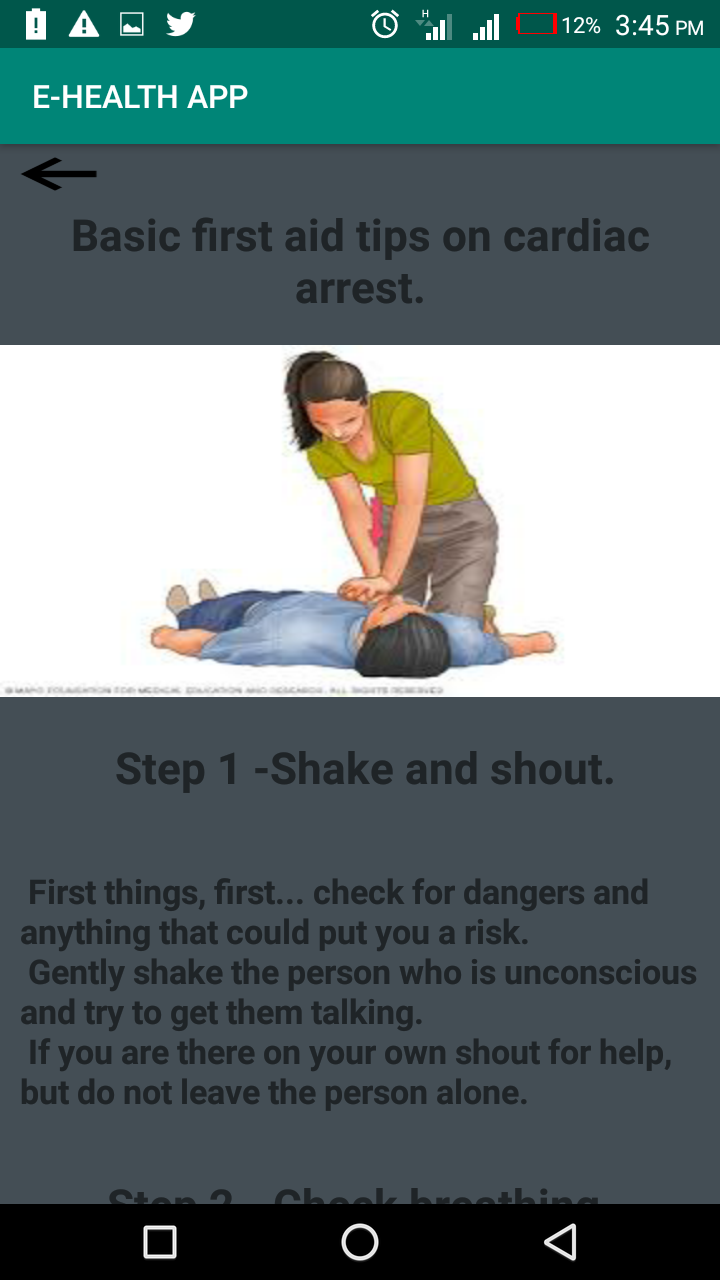 H
12% 3:45 PM
E-HEALTH APP
Basic first aid tips on cardiac
arrest.
© MAYO FOUNDATION FOR MEDICAL EDUCATION AND RESEARCH. ALL RIGHTS RESERVED.
Step 1 -Shake and shout.
First things, first... check for dangers and
anything that could put you a risk.
Gently shake the person who is unconscious
and try to get them talking.
If you are there on your own shout for help,
but do not leave the person alone.
Step 2 - Check breathing